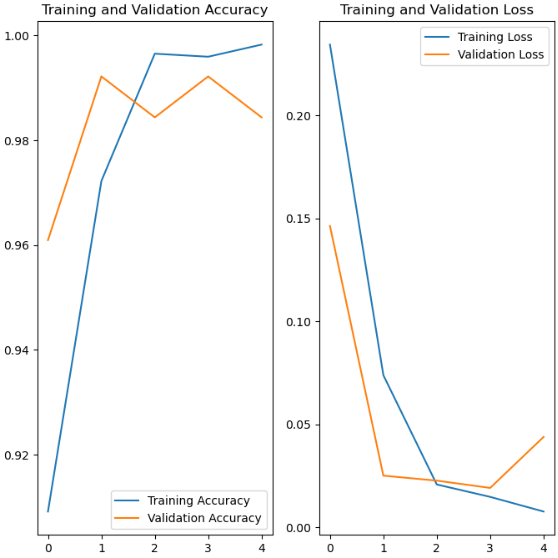 Training and Validation Accuracy
1.00
0.98
0.96
0.94
0.92
Training Accuracy
Validation Accuracy
0 1 2 3 4
Training and Validation Loss
Training Loss
Validation Loss
0.20
0.15
0.10
0.05
0.00
0 1 2 3 4